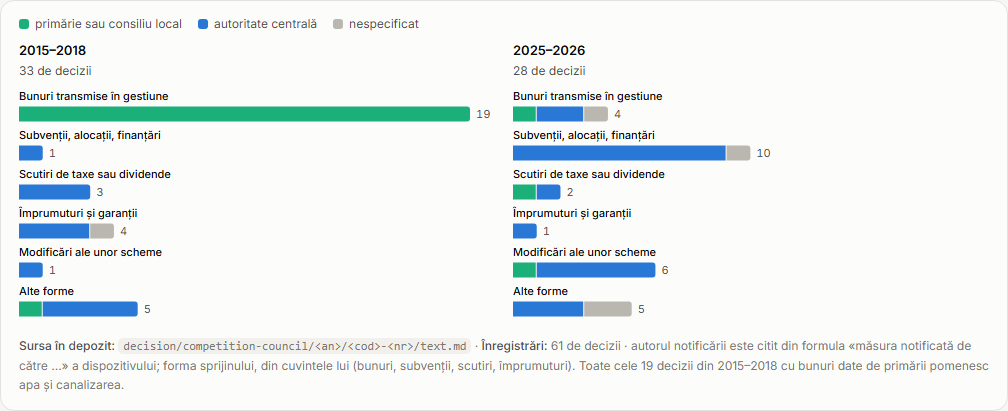 primărie sau consiliu local autoritate centrală nespecificat
2015–2018
33 de decizii
Bunuri transmise în gestiune
19
Subvenții, alocații, finanțări
1
Scutiri de taxe sau dividende
3
Împrumuturi și garanții
4
Modificări ale unor scheme
1
Alte forme
5
2025–2026
28 de decizii
Bunuri transmise în gestiune
4
Subvenții, alocații, finanțări
10
Scutiri de taxe sau dividende
2
Împrumuturi și garanții
1
Modificări ale unor scheme
6
Alte forme
5
Sursa în depozit: decision/competition-council/<an>/<cod>-<nr>/text.md · Înregistrări: 61 de decizii · autorul notificării este citit din formula «măsura notificată de
către ...» a dispozitivului; forma sprijinului, din cuvintele lui (bunuri, subvenții, scutiri, împrumuturi). Toate cele 19 decizii din 2015–2018 cu bunuri date de primării pomenesc
apa și canalizarea.